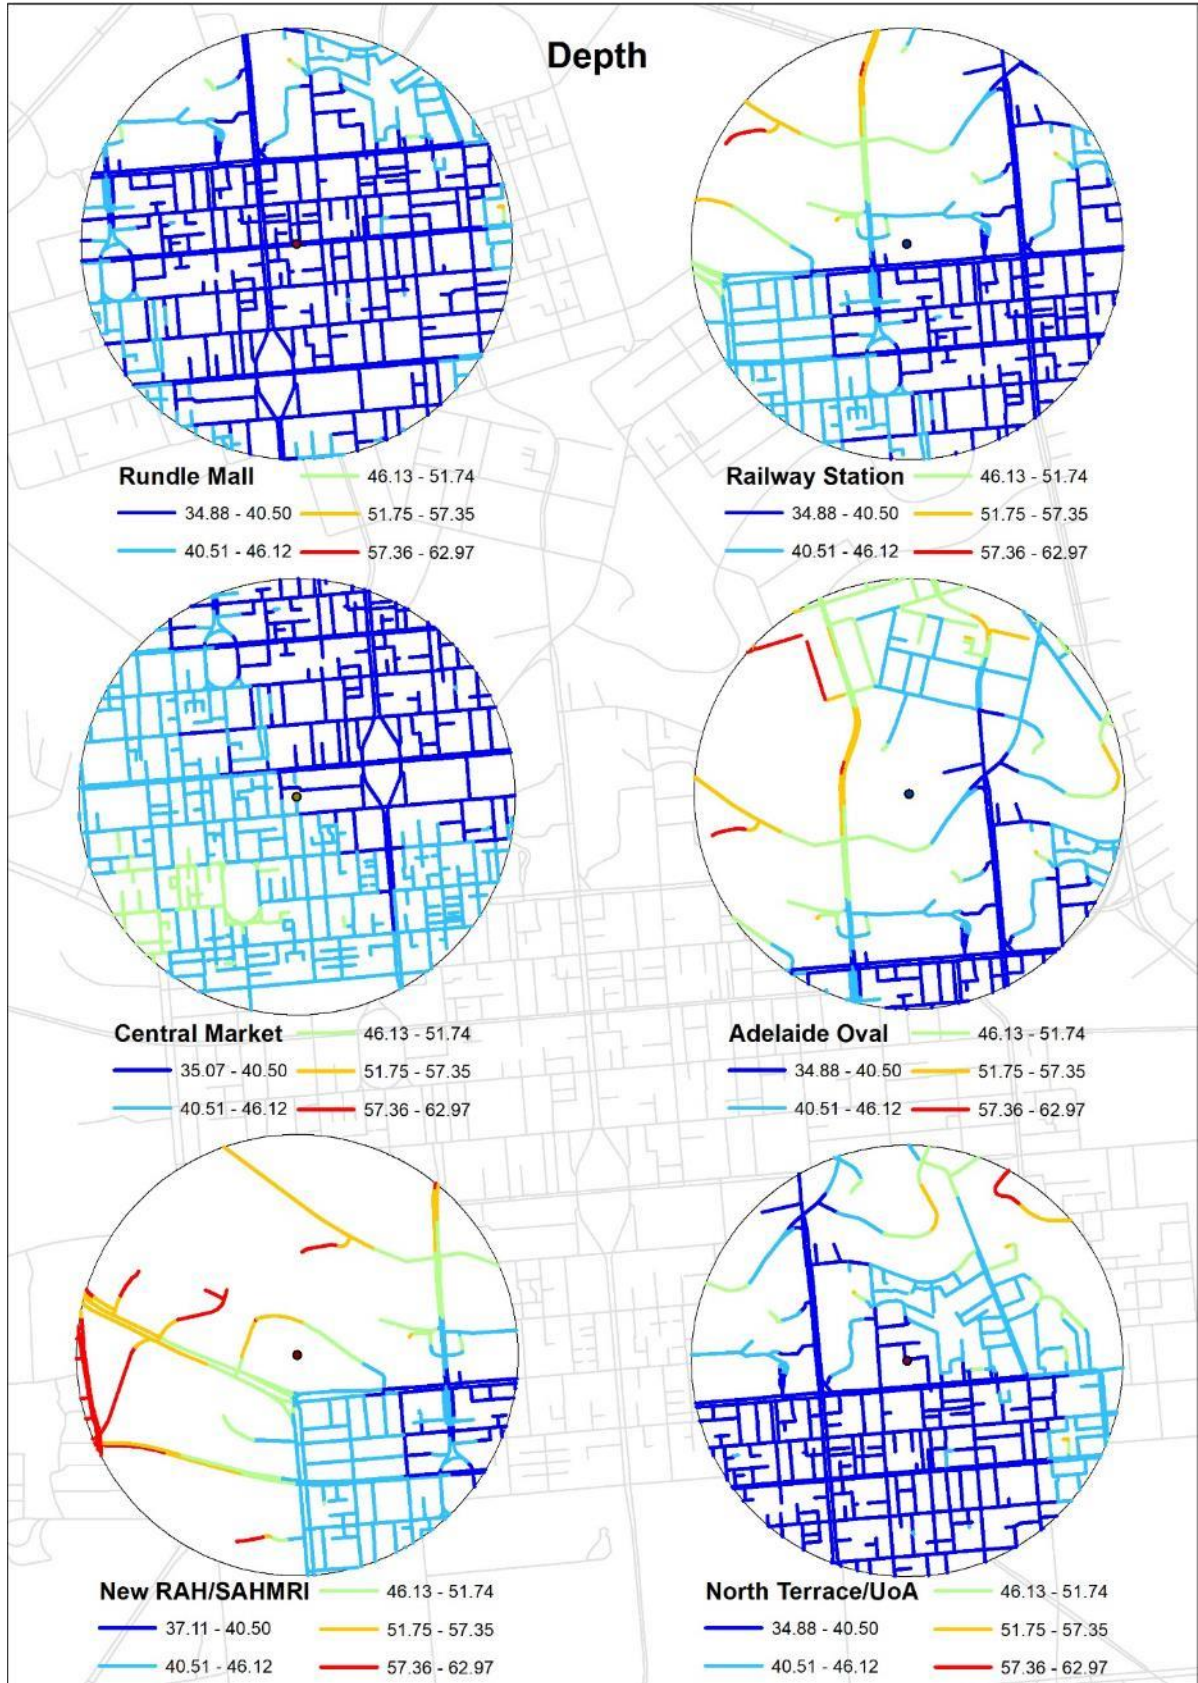 Depth
Rundle Mall 46.13 - 51.74
34.88 - 40.50 51.75 - 57.35
40.51 - 46.12 57.36 - 62.97
Railway Station 46.13 - 51.74
34.88 - 40.50 51.75 - 57.35
40.51 - 46.12 57.36 - 62.97
Central Market 46.13 - 51.74
35.07 - 40.50 51.75 - 57.35
40.51 - 46.12 57.36 - 62.97
Adelaide Oval 46.13 - 51.74
34.88 - 40.50 51.75 - 57.35
40.51 - 46.12 57.36 - 62.97
New RAH/SAHMRI 46.13 - 51.74
37.11 - 40.50 51.75 - 57.35
40.51 - 46.12 57.36 - 62.97
North Terrace/UoA 46.13 - 51.74
34.88 - 40.50 51.75 - 57.35
40.51 - 46.12 57.36 - 62.97